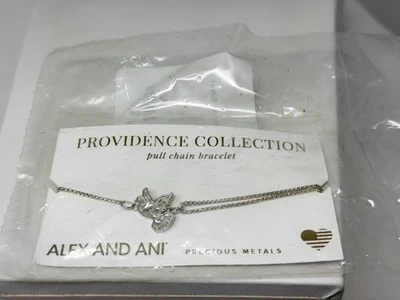 PROVIDENCE COLLECTION
pull chain bracelet
ALEX AND ANI
PRECIOUS METALS